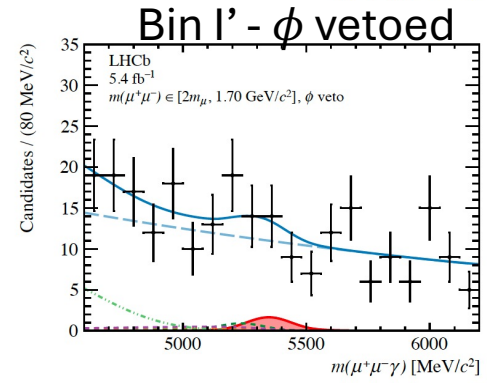 Bin I' - ϕ vetoed
LHCb
5.4 fb⁻¹
m(μ⁺μ⁻) ∈ [2mμ, 1.70 GeV/c²], ϕ veto
Candidates / (80 MeV/c²)
35
30
25
20
15
10
5
0
5000 5500 6000
m(μ⁺μ⁻γ) [MeV/c²]